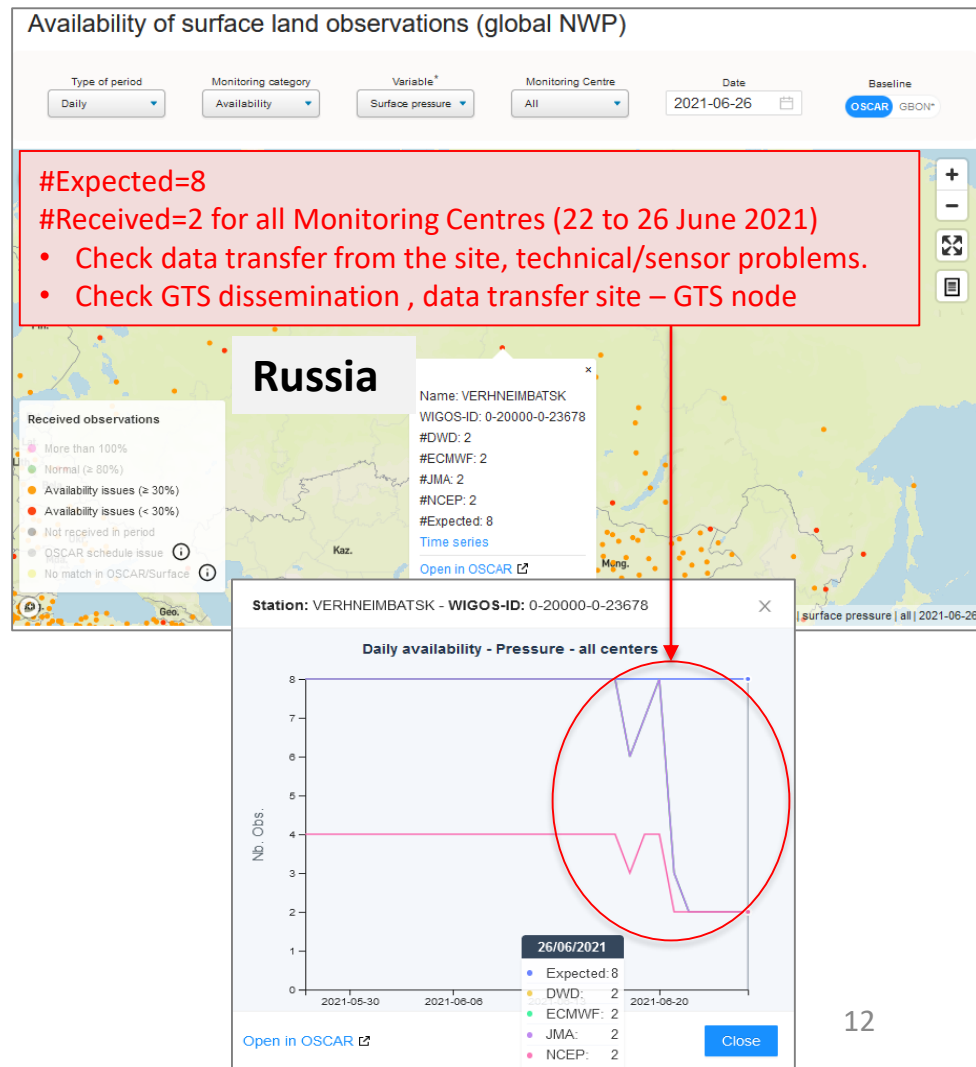 Availability of surface land observations (global NWP)
Type of period
Monitoring category
Variable*
Monitoring Centre
Date
Baseline
Daily
Availability
Surface pressure
All
2021-06-26
OSCAR GBON*
#Expected=8
#Received=2 for all Monitoring Centres (22 to 26 June 2021)
• Check data transfer from the site, technical/sensor problems.
• Check GTS dissemination , data transfer site – GTS node
+
−
Russia
×
Name: VERHNEIMBATSK
WIGOS-ID: 0-20000-0-23678
#DWD: 2
#ECMWF: 2
#JMA: 2
#NCEP: 2
#Expected: 8
Time series
Open in OSCAR
Received observations
More than 100%
Normal (≥ 80%)
Availability issues (≥ 30%)
Availability issues (< 30%)
Not received in period
OSCAR schedule issue
No match in OSCAR/Surface
Kaz.
Mong.
Geo.
| surface pressure | all | 2021-06-26
Station: VERHNEIMBATSK - WIGOS-ID: 0-20000-0-23678 ×
Daily availability - Pressure - all centers
Nb. Obs.
8
7
6
5
4
3
2
1
0
2021-05-30
2021-06-06
2021-06-20
26/06/2021
Expected: 8
DWD: 2
ECMWF: 2
JMA: 2
NCEP: 2
Open in OSCAR
Close
12